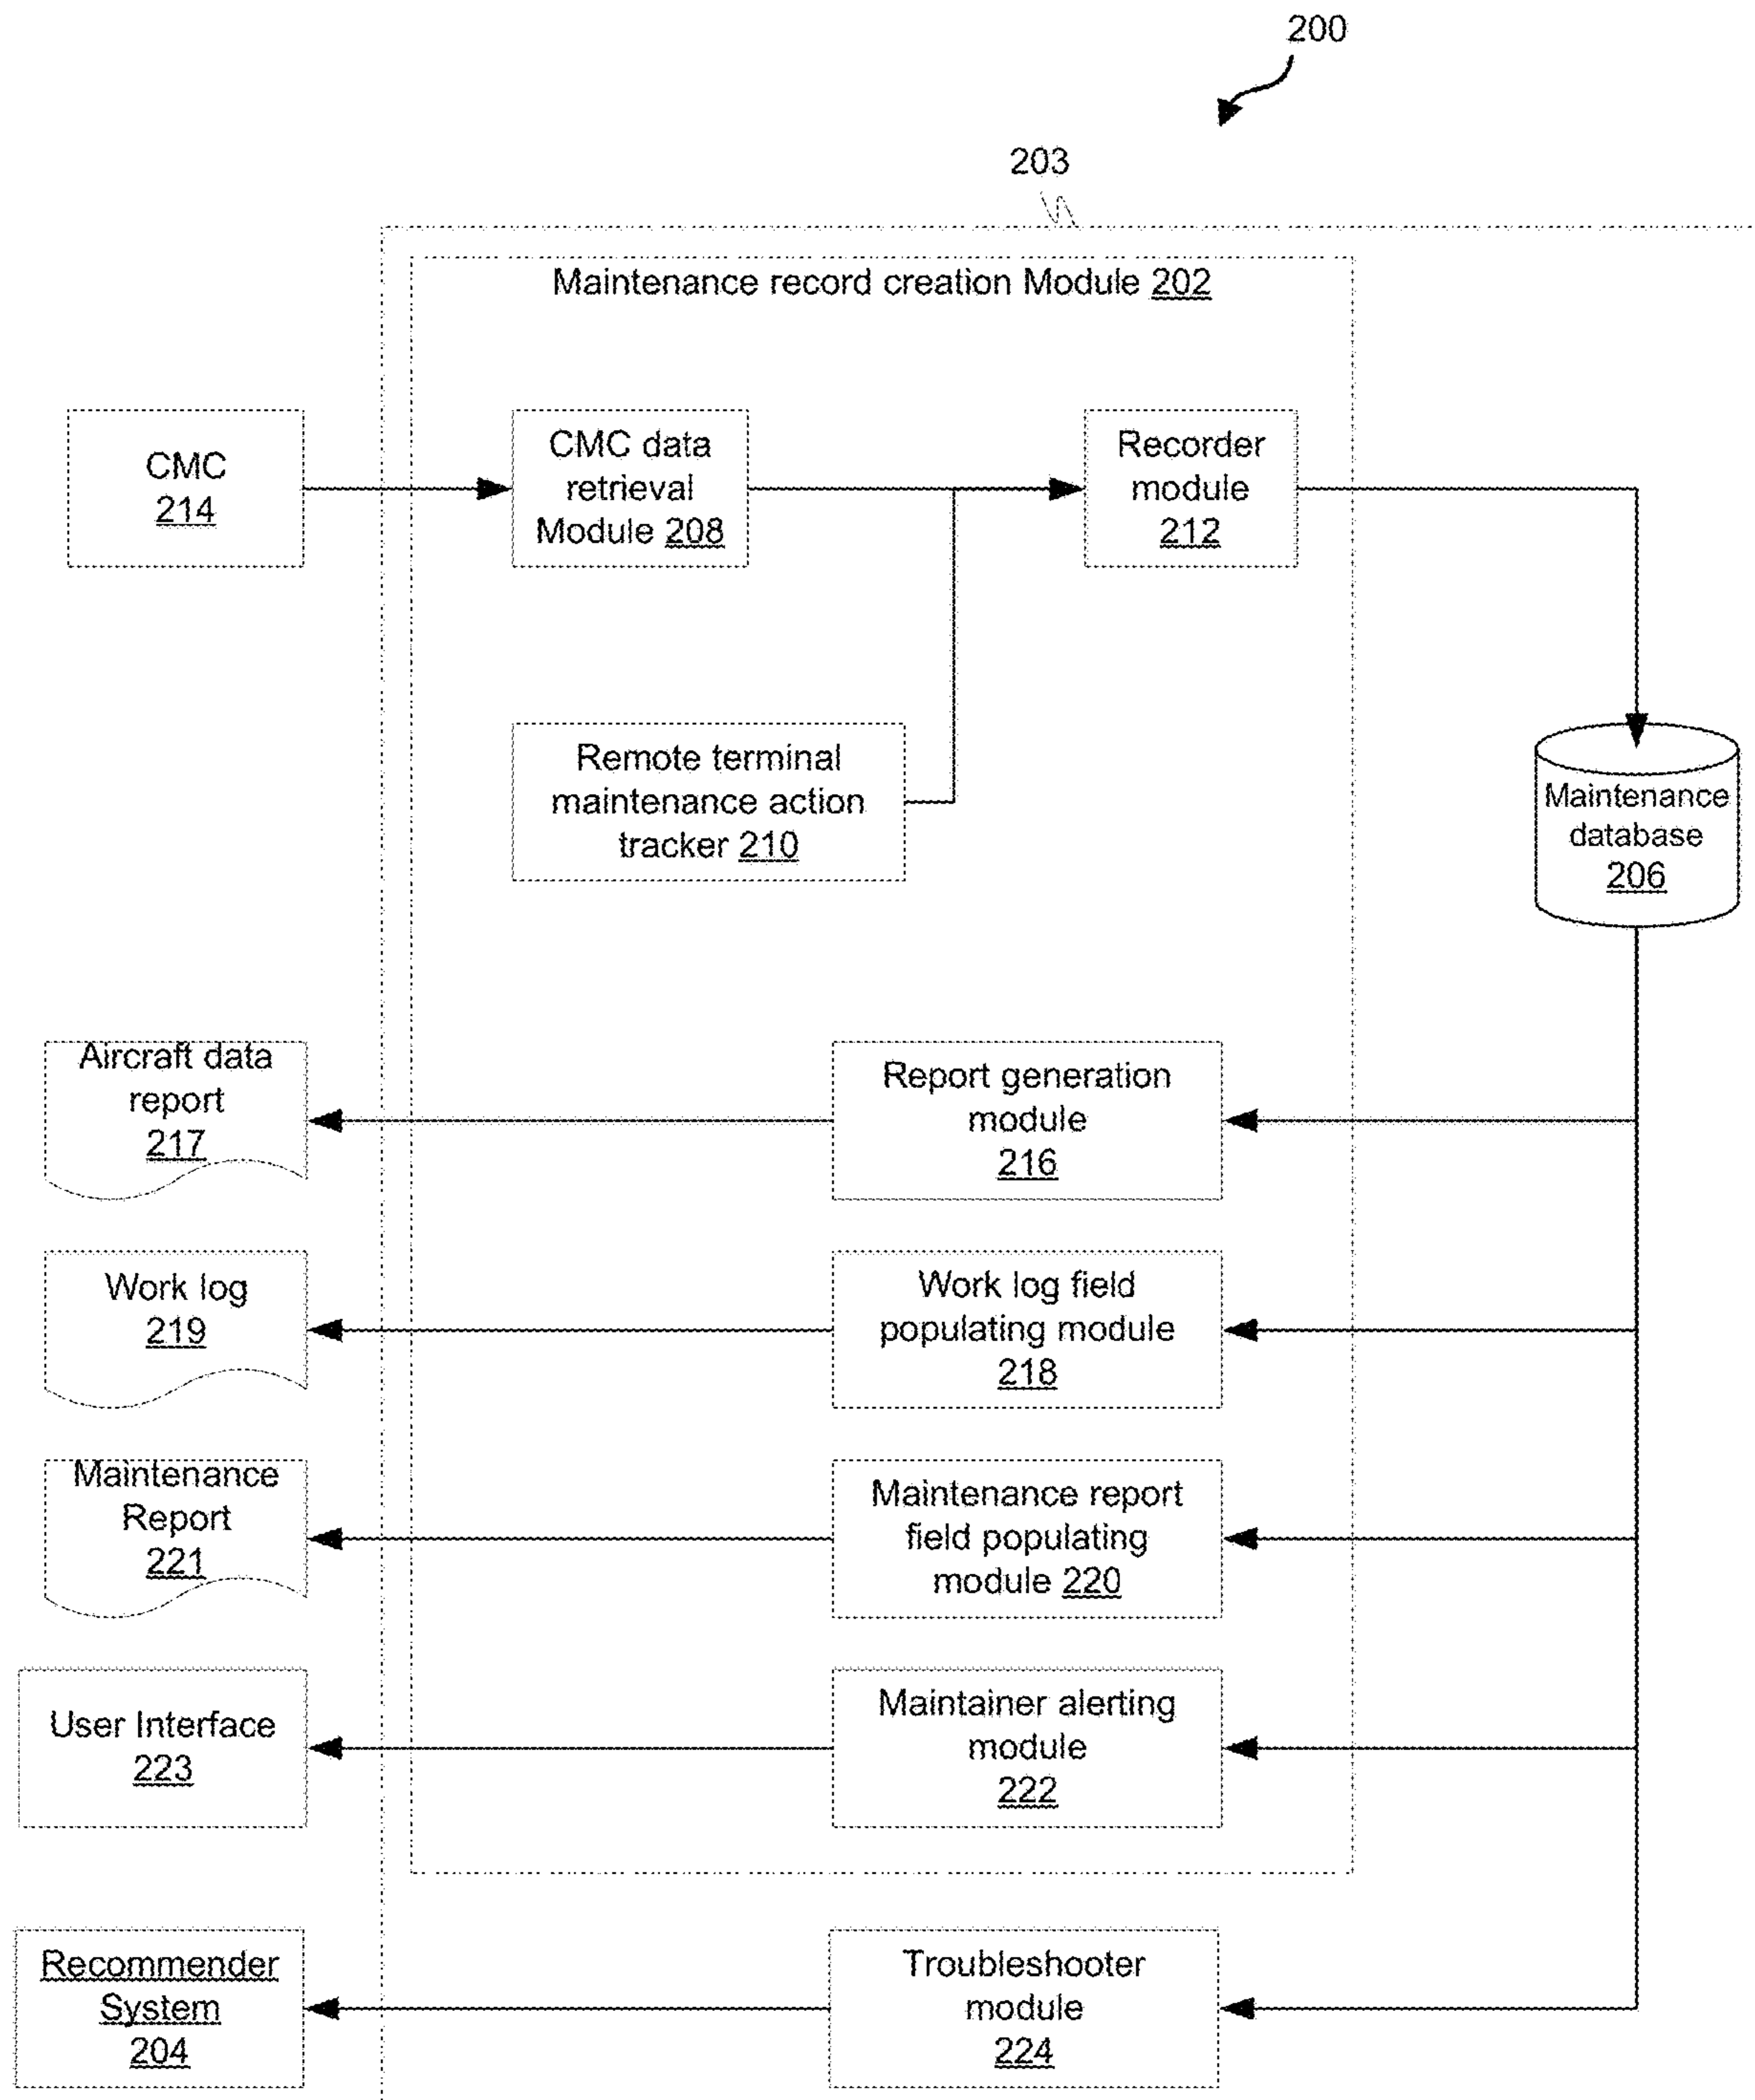 200
203
Maintenance record creation Module 202
CMC
214
CMC data
retrieval
Module 208
Recorder
module
212
Remote terminal
maintenance action
tracker 210
Maintenance
database
206
Aircraft data
report
217
Report generation
module
216
Work log
219
Work log field
populating module
218
Maintenance
Report
221
Maintenance report
field populating
module 220
User Interface
223
Maintainer alerting
module
222
Recommender
System
204
Troubleshooter
module
224